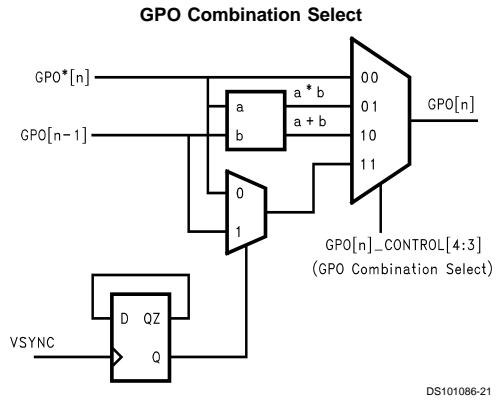 GPO Combination Select
GPO*[n]
00
a * b
a
01
GPO[n]
a + b
GPO[n-1]
b
10
11
0
1
GPO[n]_CONTROL[4:3]
(GPO Combination Select)
D QZ
VSYNC
Q
DS101086-21